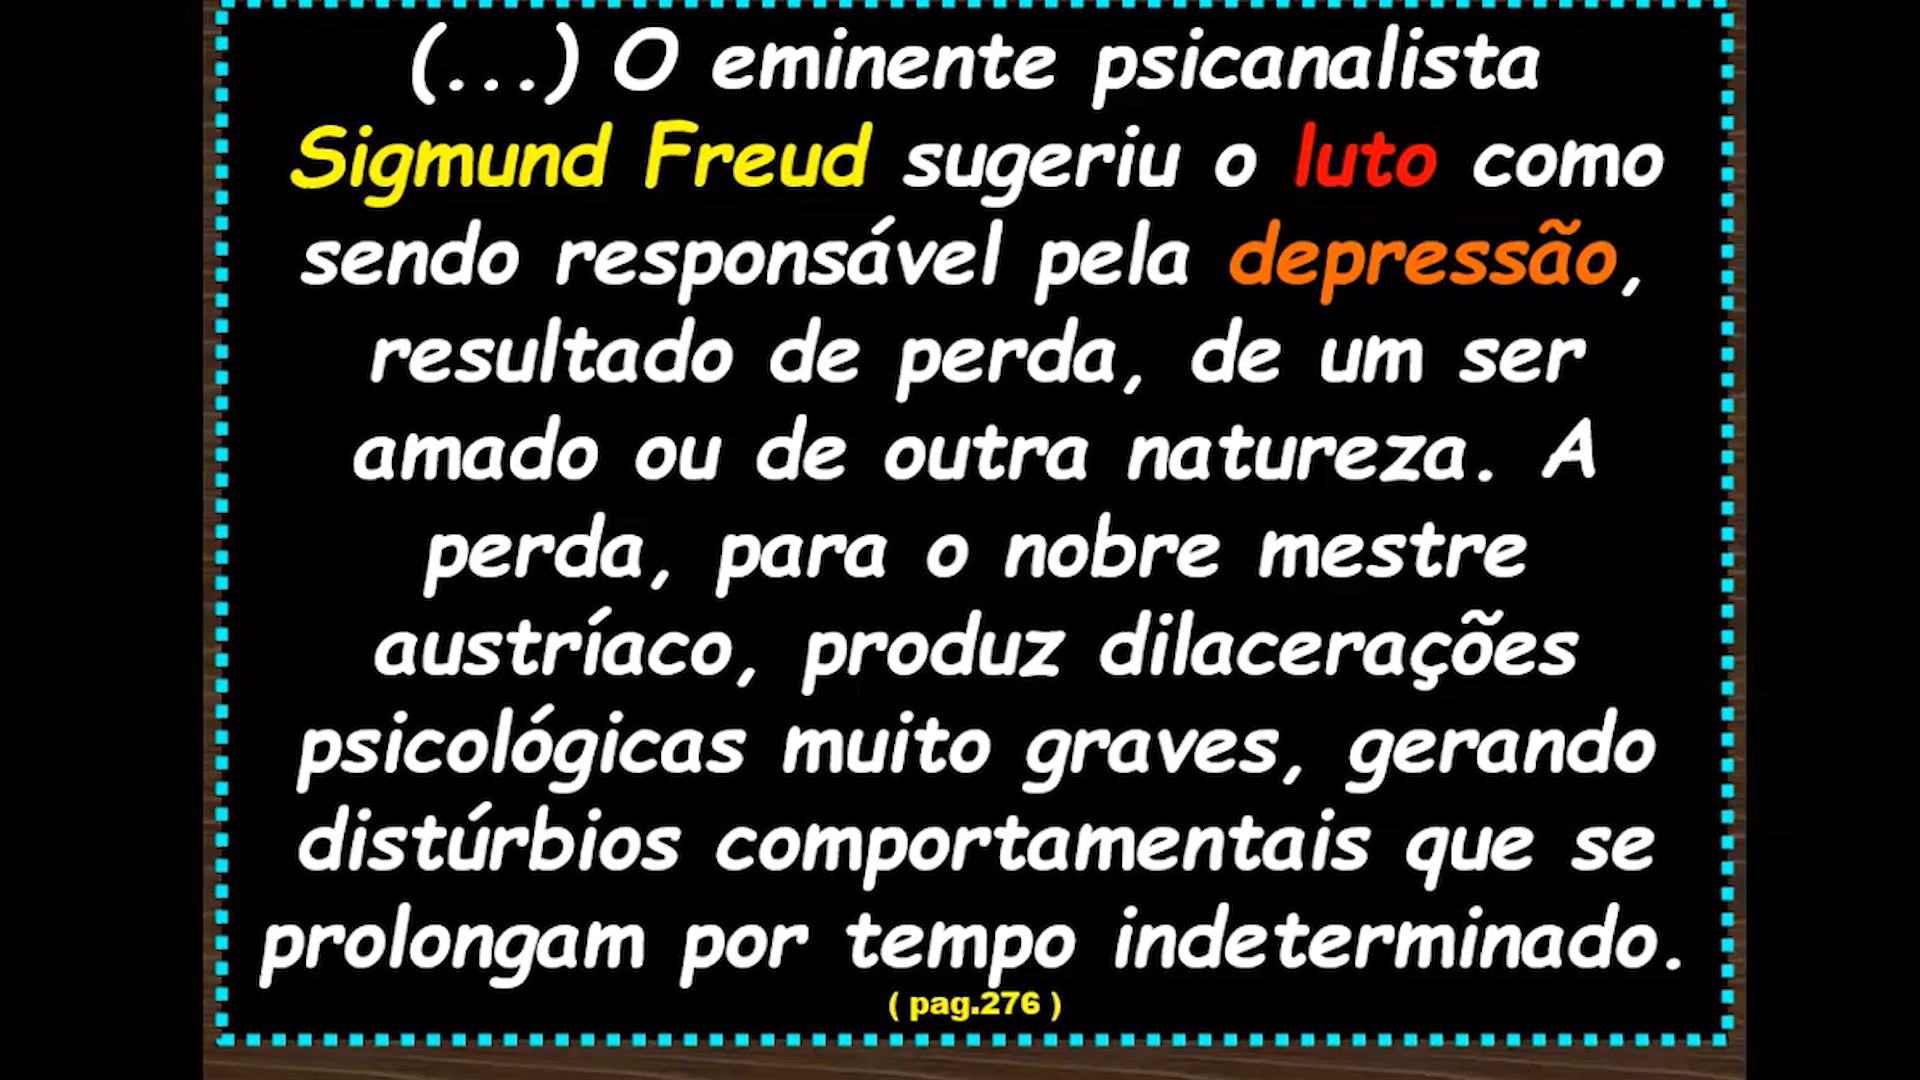 (...) O eminente psicanalista
Sigmund Freud sugeriu o luto como
sendo responsável pela depressão,
resultado de perda, de um ser
amado ou de outra natureza. A
perda, para o nobre mestre
austríaco, produz dilacerações
psicológicas muito graves, gerando
distúrbios comportamentais que se
prolongam por tempo indeterminado.
( pag.276 )